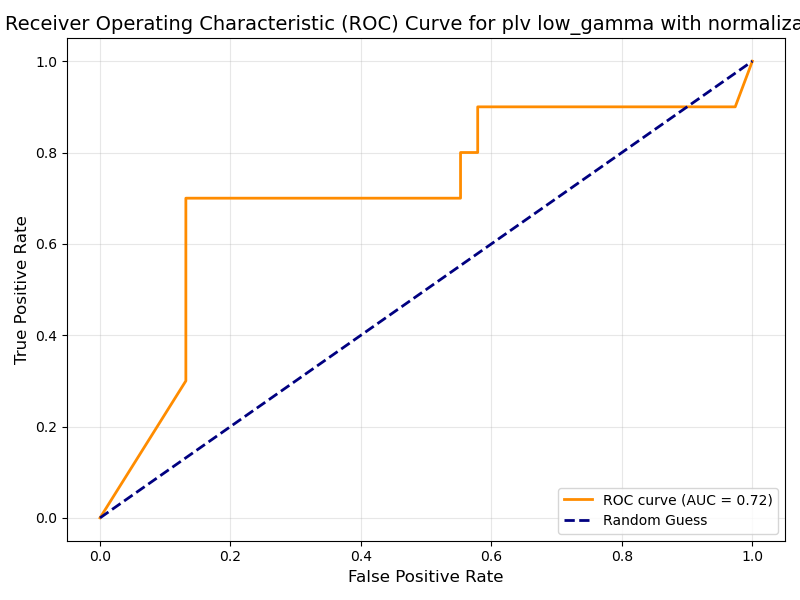 Receiver Operating Characteristic (ROC) Curve for plv low_gamma with normaliza
1.0
0.8
0.6
0.4
0.2
0.0
True Positive Rate
0.0 0.2 0.4 0.6 0.8 1.0
False Positive Rate
ROC curve (AUC = 0.72)
Random Guess